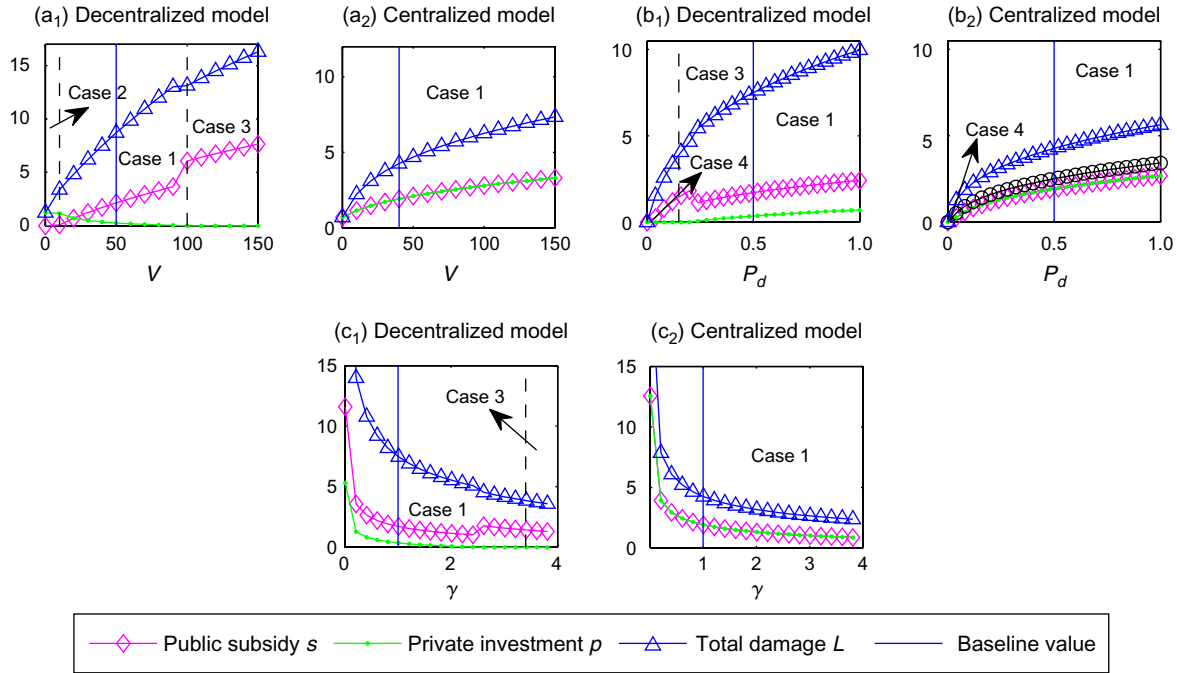 (a1) Decentralized model
(a2) Centralized model
(b1) Decentralized model
(b2) Centralized model
15
10
5
0
0 50 100 150
V
Case 2
Case 1
Case 3
10
5
0
0 50 100 150
V
Case 1
10
5
0
0 0.5 1.0
Pd
Case 3
Case 1
Case 4
10
5
0
0 0.5 1.0
Pd
Case 1
Case 4
(c1) Decentralized model
(c2) Centralized model
15
10
5
0
0 2 4
γ
Case 3
Case 1
15
10
5
0
1 2 3 4
γ
Case 1
Public subsidy s
Private investment p
Total damage L
Baseline value